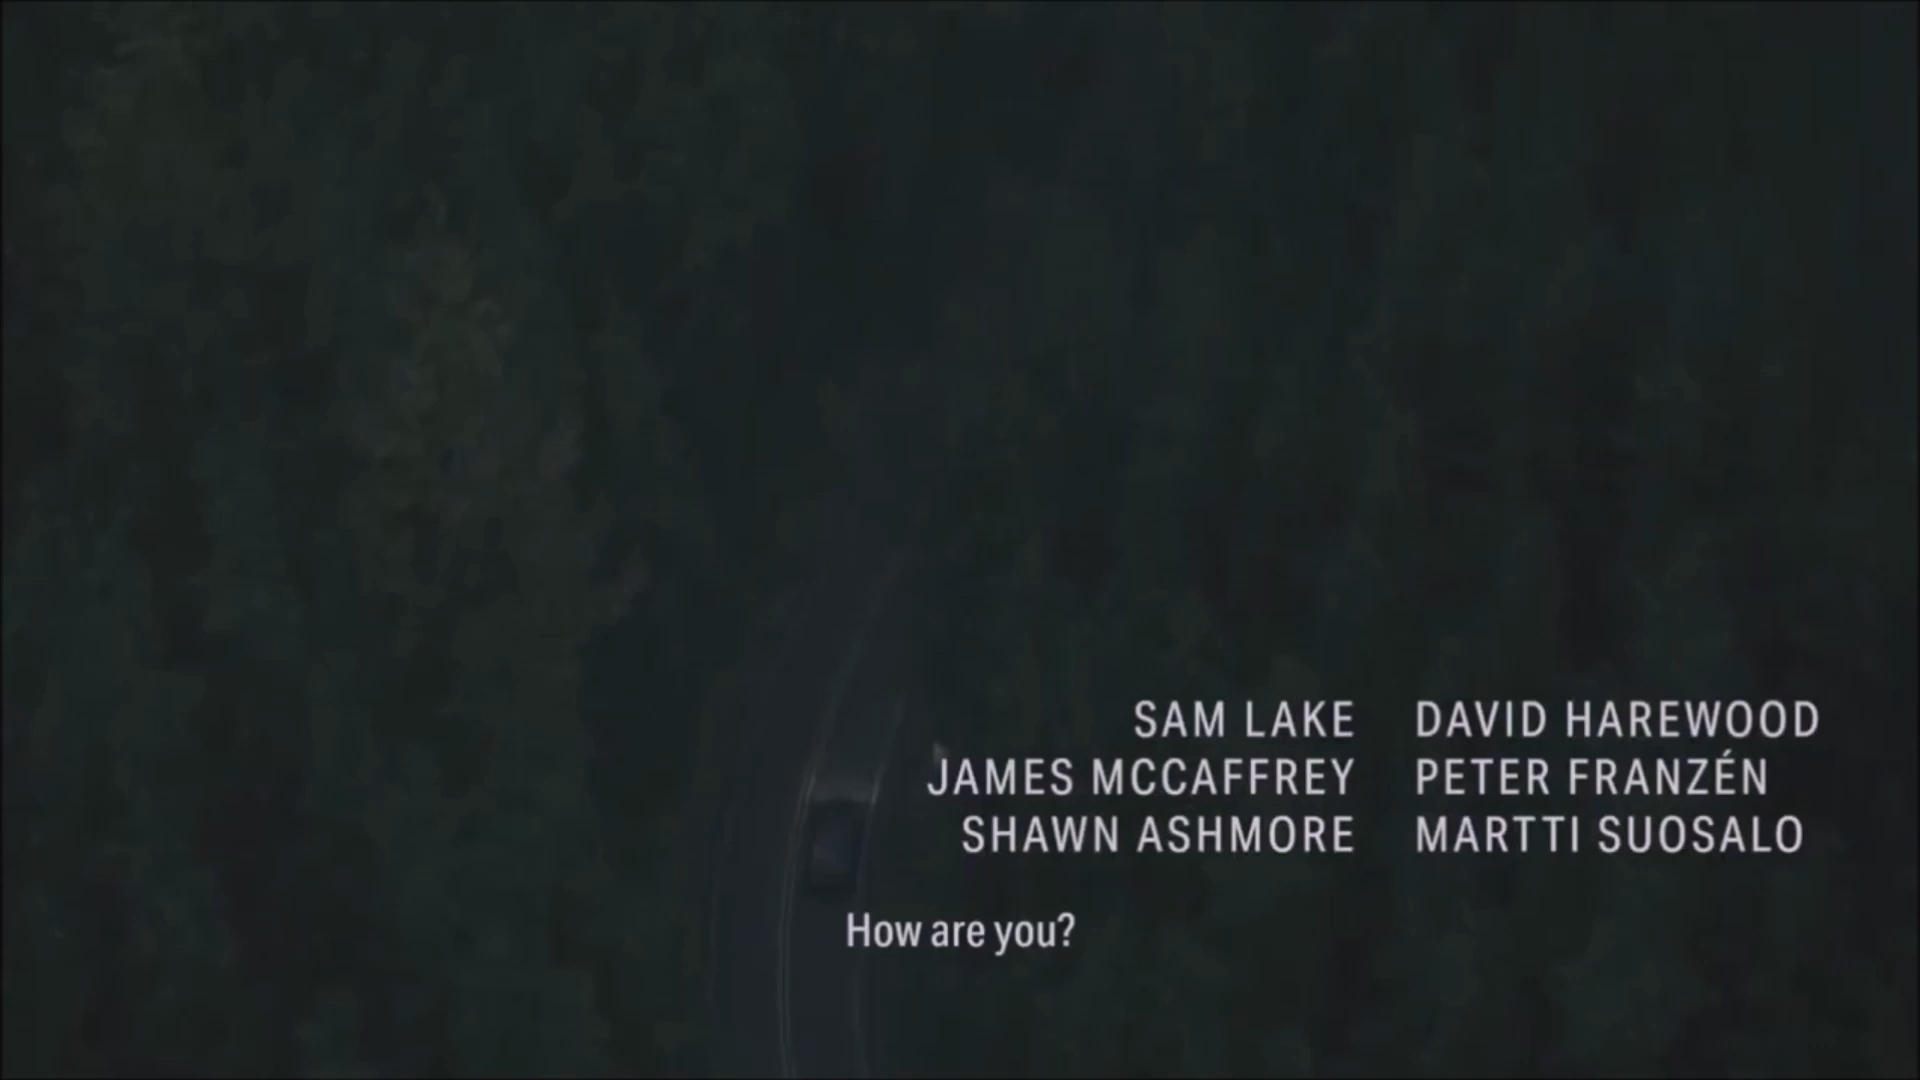 SAM LAKE DAVID HAREWOOD
JAMES MCCAFFREY PETER FRANZÉN
SHAWN ASHMORE MARTTI SUOSALO
How are you?